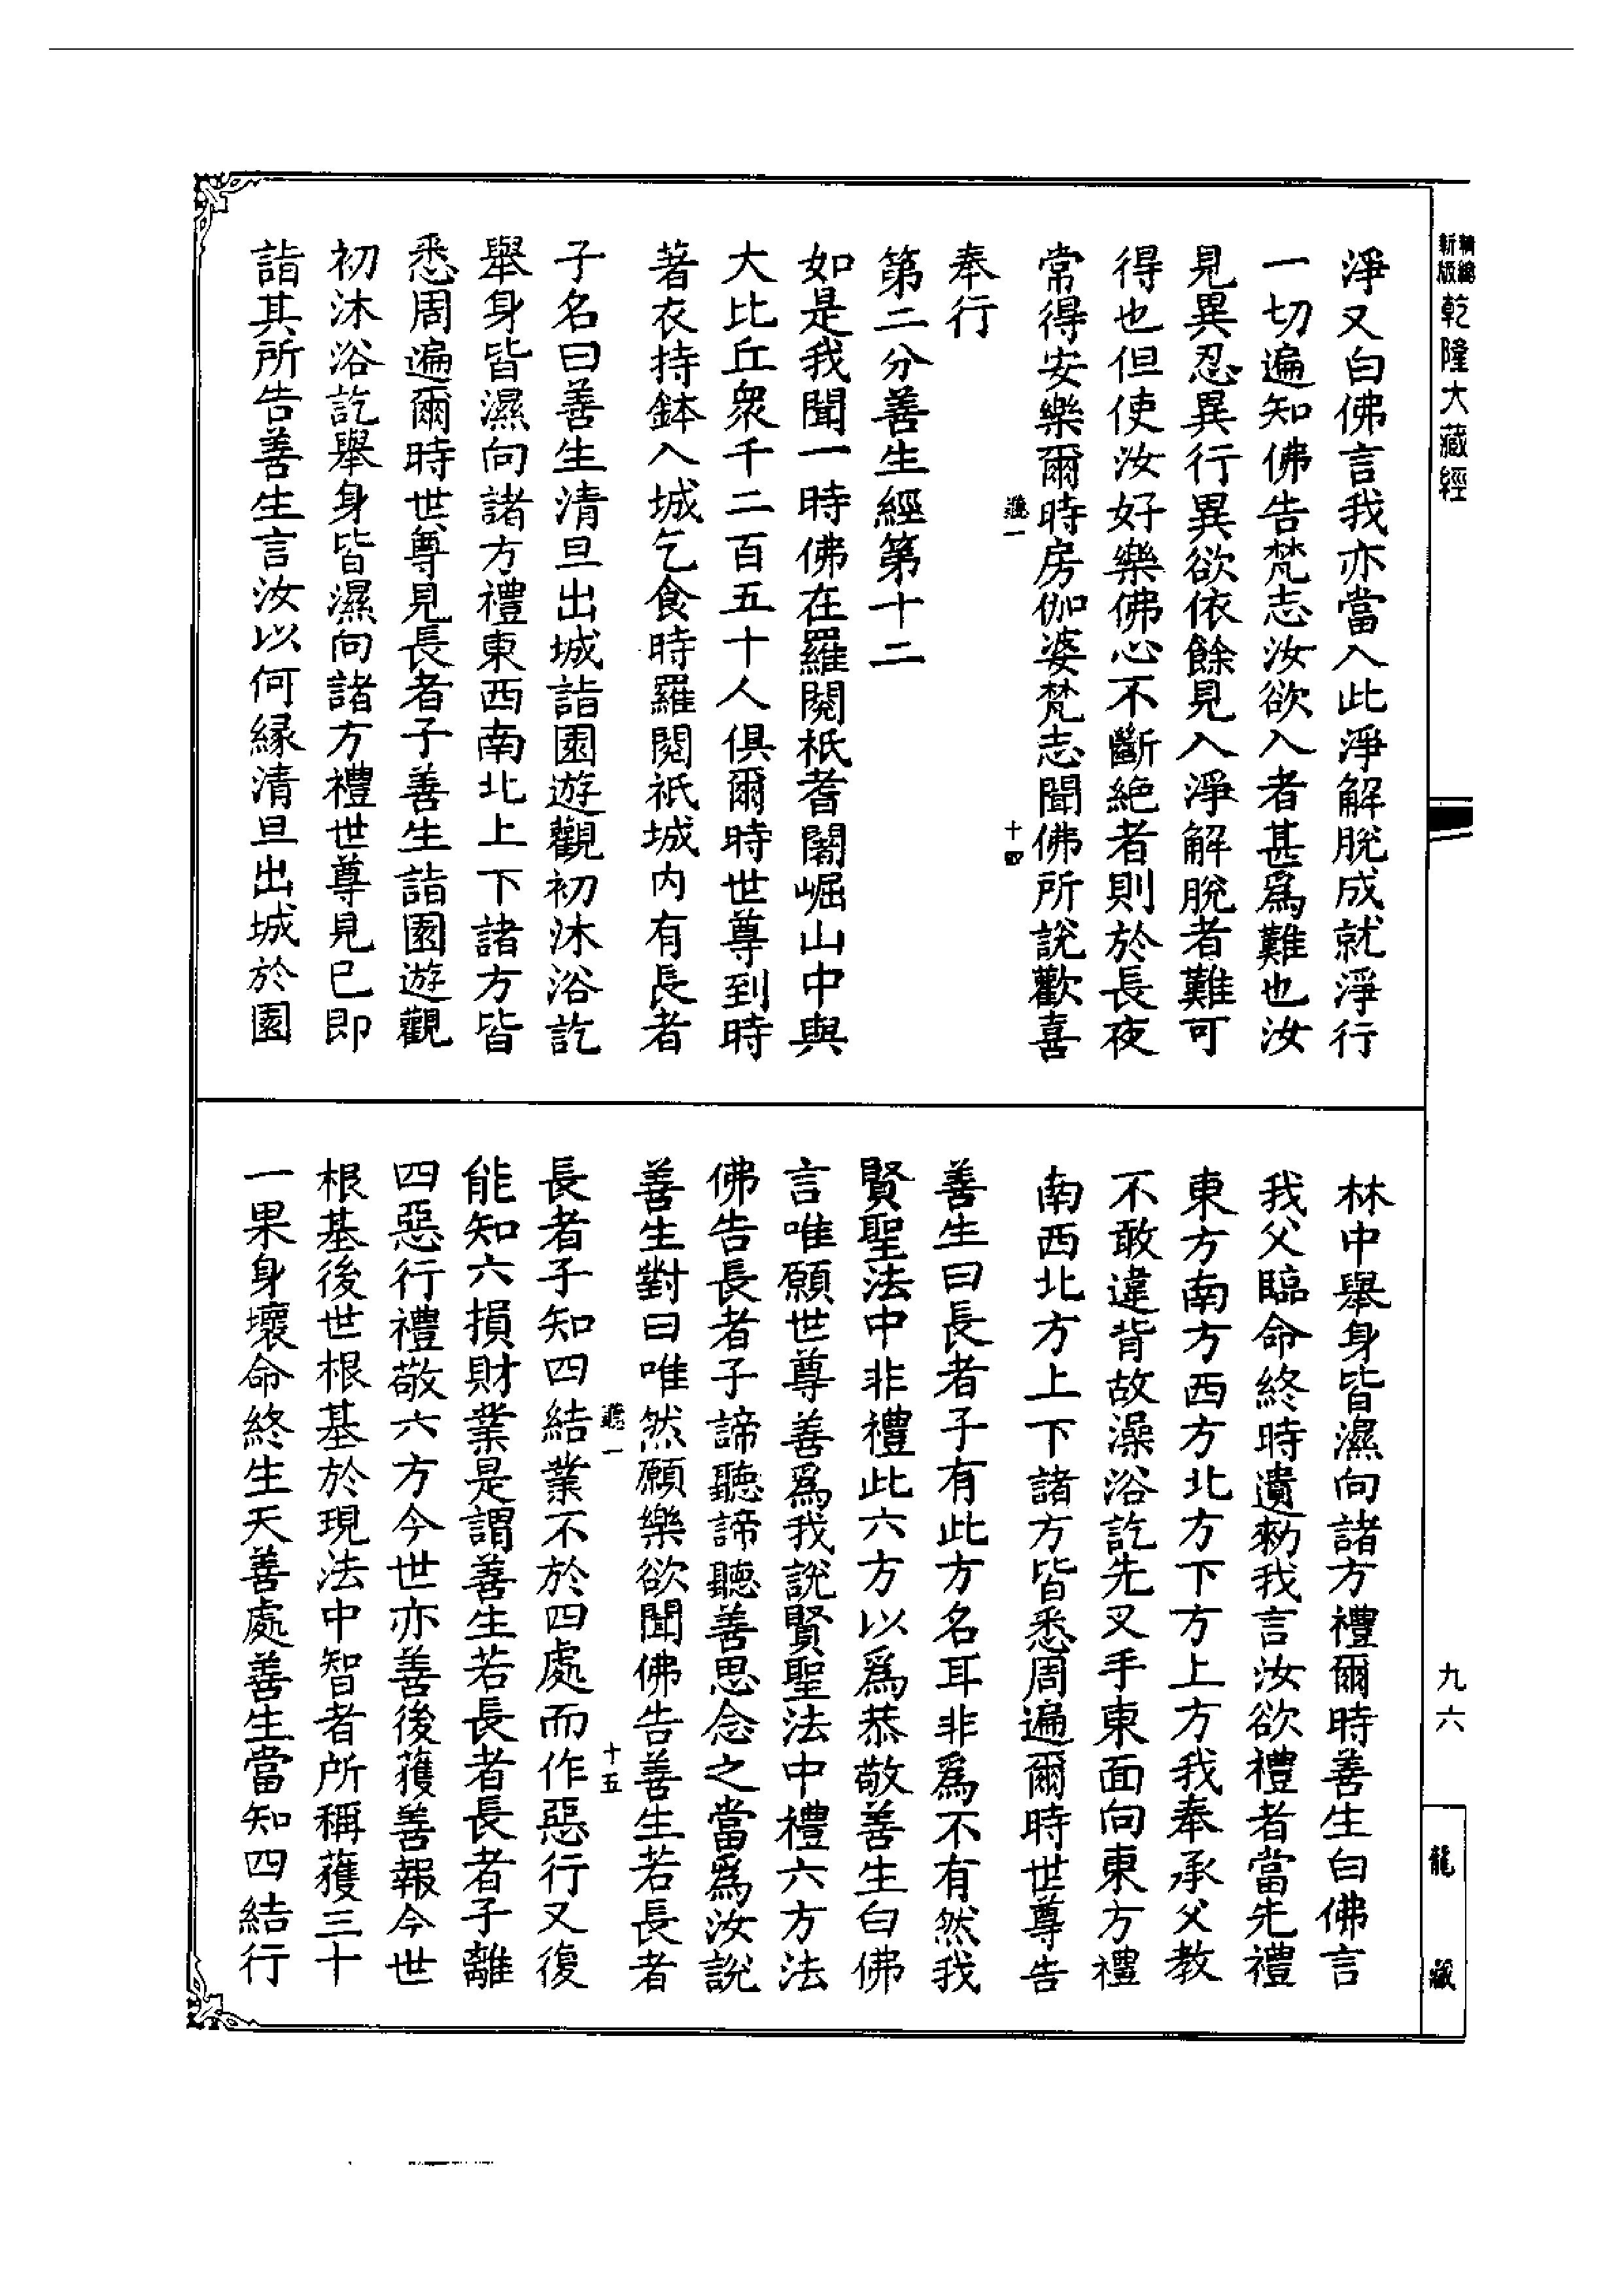 新編
新版
乾隆大藏經
淨又白佛言我亦當入此淨解脫成就淨行
一切遍知佛告梵志汝欲入者甚爲難也汝
見異忍異行異欲依餘見入淨解脫者難可
得也但使汝好樂佛心不斷絶者則於長夜
常得安樂爾時房伽婆梵志聞佛所說歡喜
十四
奉行
第二分善生經第十二
如是我聞一時佛在羅閱祇耆闍崛山中與
大比丘衆千二百五十人俱爾時世尊到時
著衣持鉢入城乞食時羅閱祇城内有長者
子名曰善生清旦出城詣園遊觀初沐浴訖
舉身皆濕向諸方禮東西南北上下諸方皆
悉周遍爾時世尊見長者子善生詣園遊觀
初沐浴訖舉身皆濕向諸方禮世尊見已即
詣其所告善生言汝以何縁清旦出城於園
林中舉身皆濕向諸方禮爾時善生白佛言
我父臨命終時遺勑我言汝欲禮者當先禮
東方南方西方北方下方上方我奉承父教
不敢違背故澡浴訖先叉手東面向東方禮
南西北方上下諸方皆悉周遍爾時世尊告
善生曰長者子有此方名耳非爲不有然我
賢聖法中非禮此六方以爲恭敬善生白佛
言唯願世尊善爲我說賢聖法中禮六方法
佛告長者子諦聽諦聽善思念之當爲汝說
善生對曰唯然願樂欲聞佛告善生若長者
十五
長者子知四結業不於四處而作惡行又復
能知六損財業是謂善生若長者長者子離
四惡行禮敬六方今世亦善後獲善報今世
根基後世根基於現法中智者所稱獲三十
一果身壞命終生天善處善生當知四結行
九六
龍藏